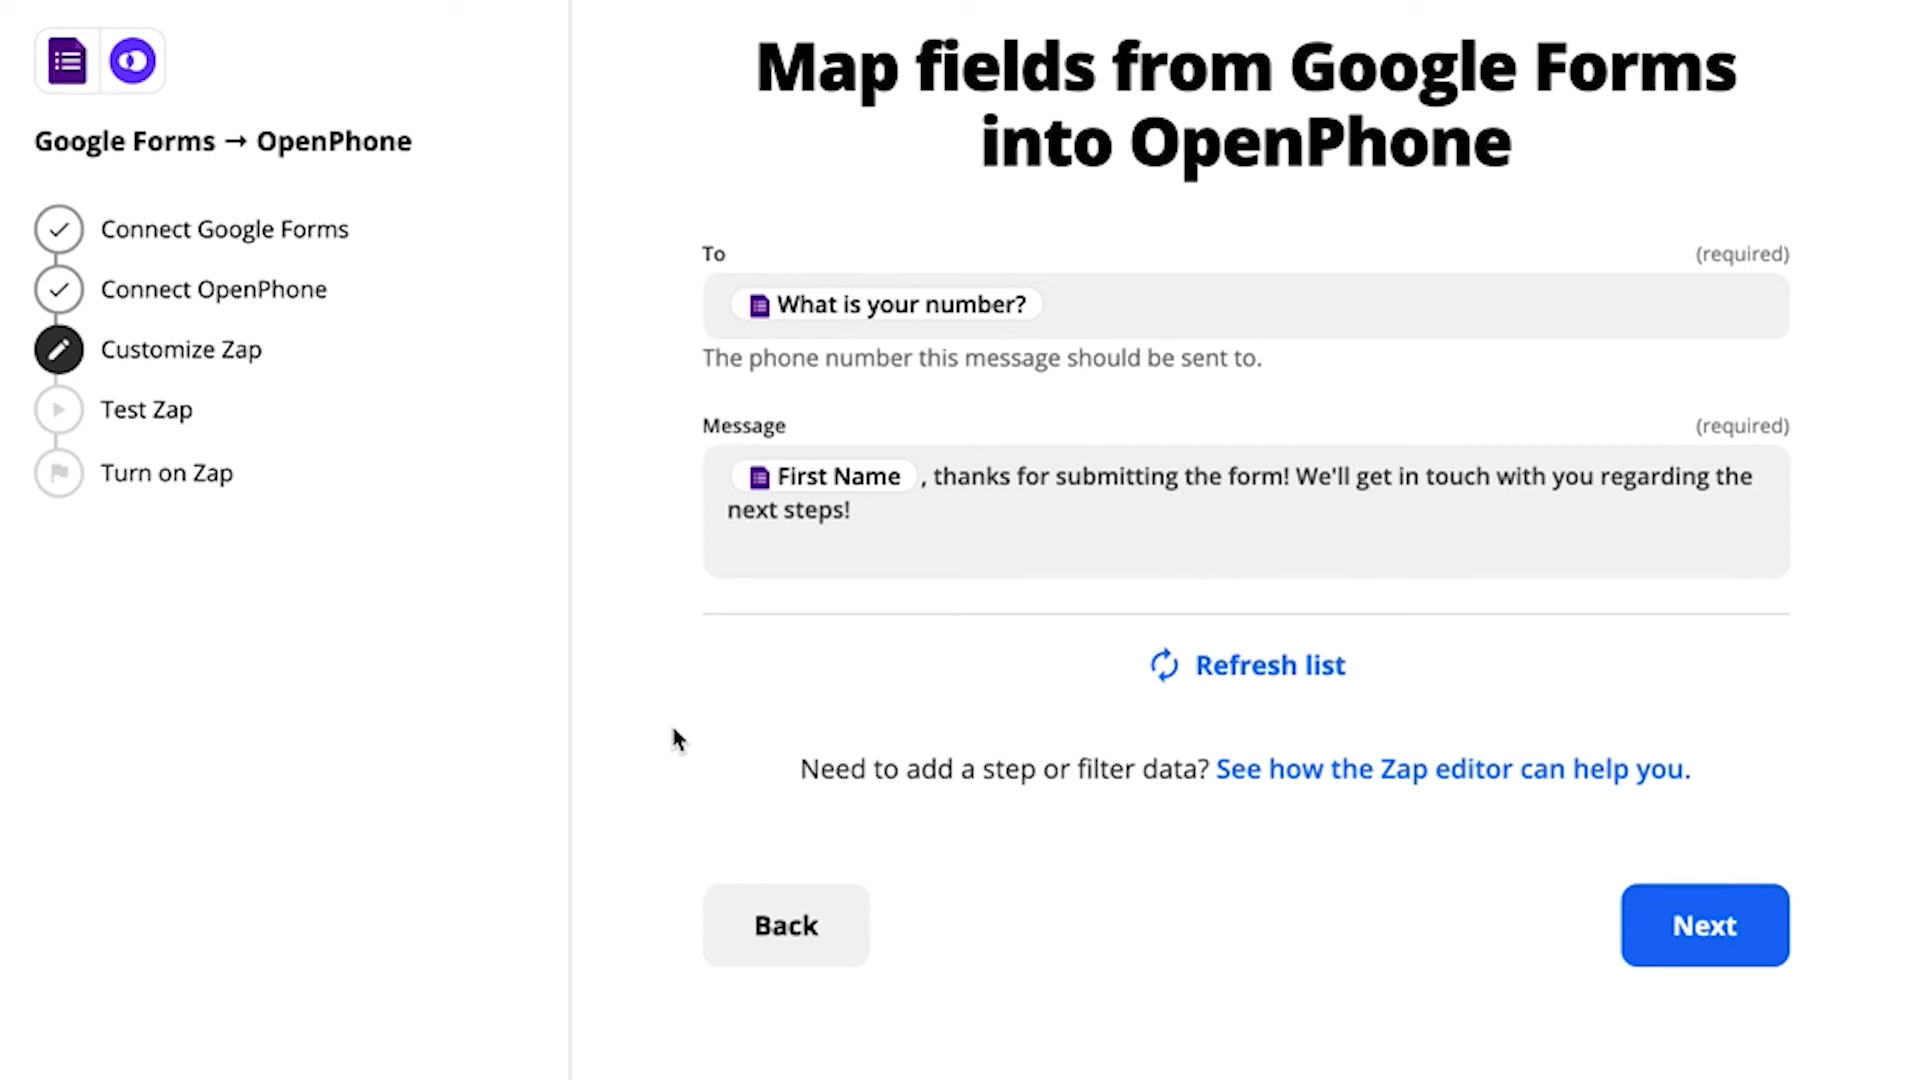 Google Forms → OpenPhone
Connect Google Forms
Connect OpenPhone
Customize Zap
Test Zap
Turn on Zap
Map fields from Google Forms
into OpenPhone
To (required)
What is your number?
The phone number this message should be sent to.
Message (required)
First Name , thanks for submitting the form! We'll get in touch with you regarding the
next steps!
Refresh list
Need to add a step or filter data? See how the Zap editor can help you.
Back Next